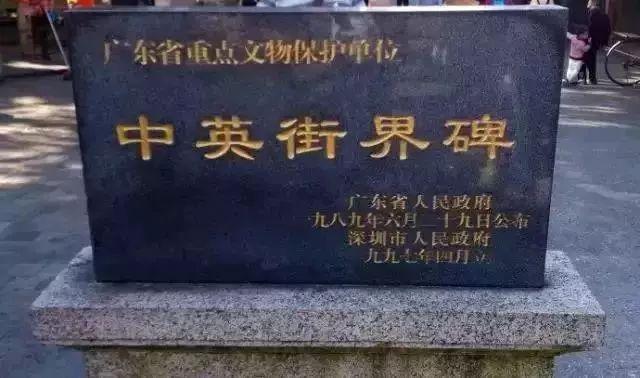 广东省重点文物保护单位
中英街界碑
广东省人民政府
一九八九年六月二十九日公布
深圳市人民政府
一九九七年四月立